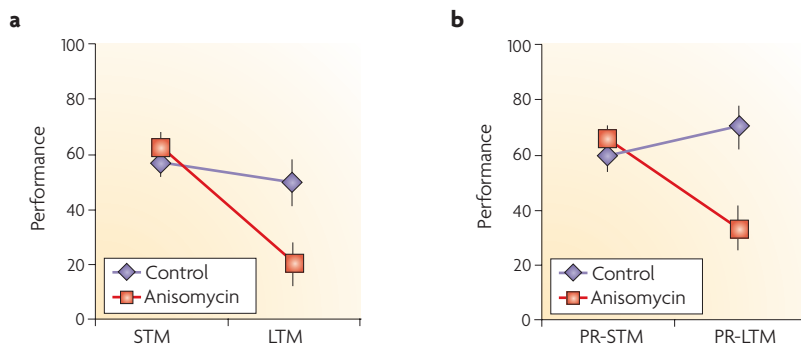 a
100
80
60
40
20
0
Performance
Control
Anisomycin
STM LTM
b
100
80
60
40
20
0
Performance
Control
Anisomycin
PR-STM PR-LTM